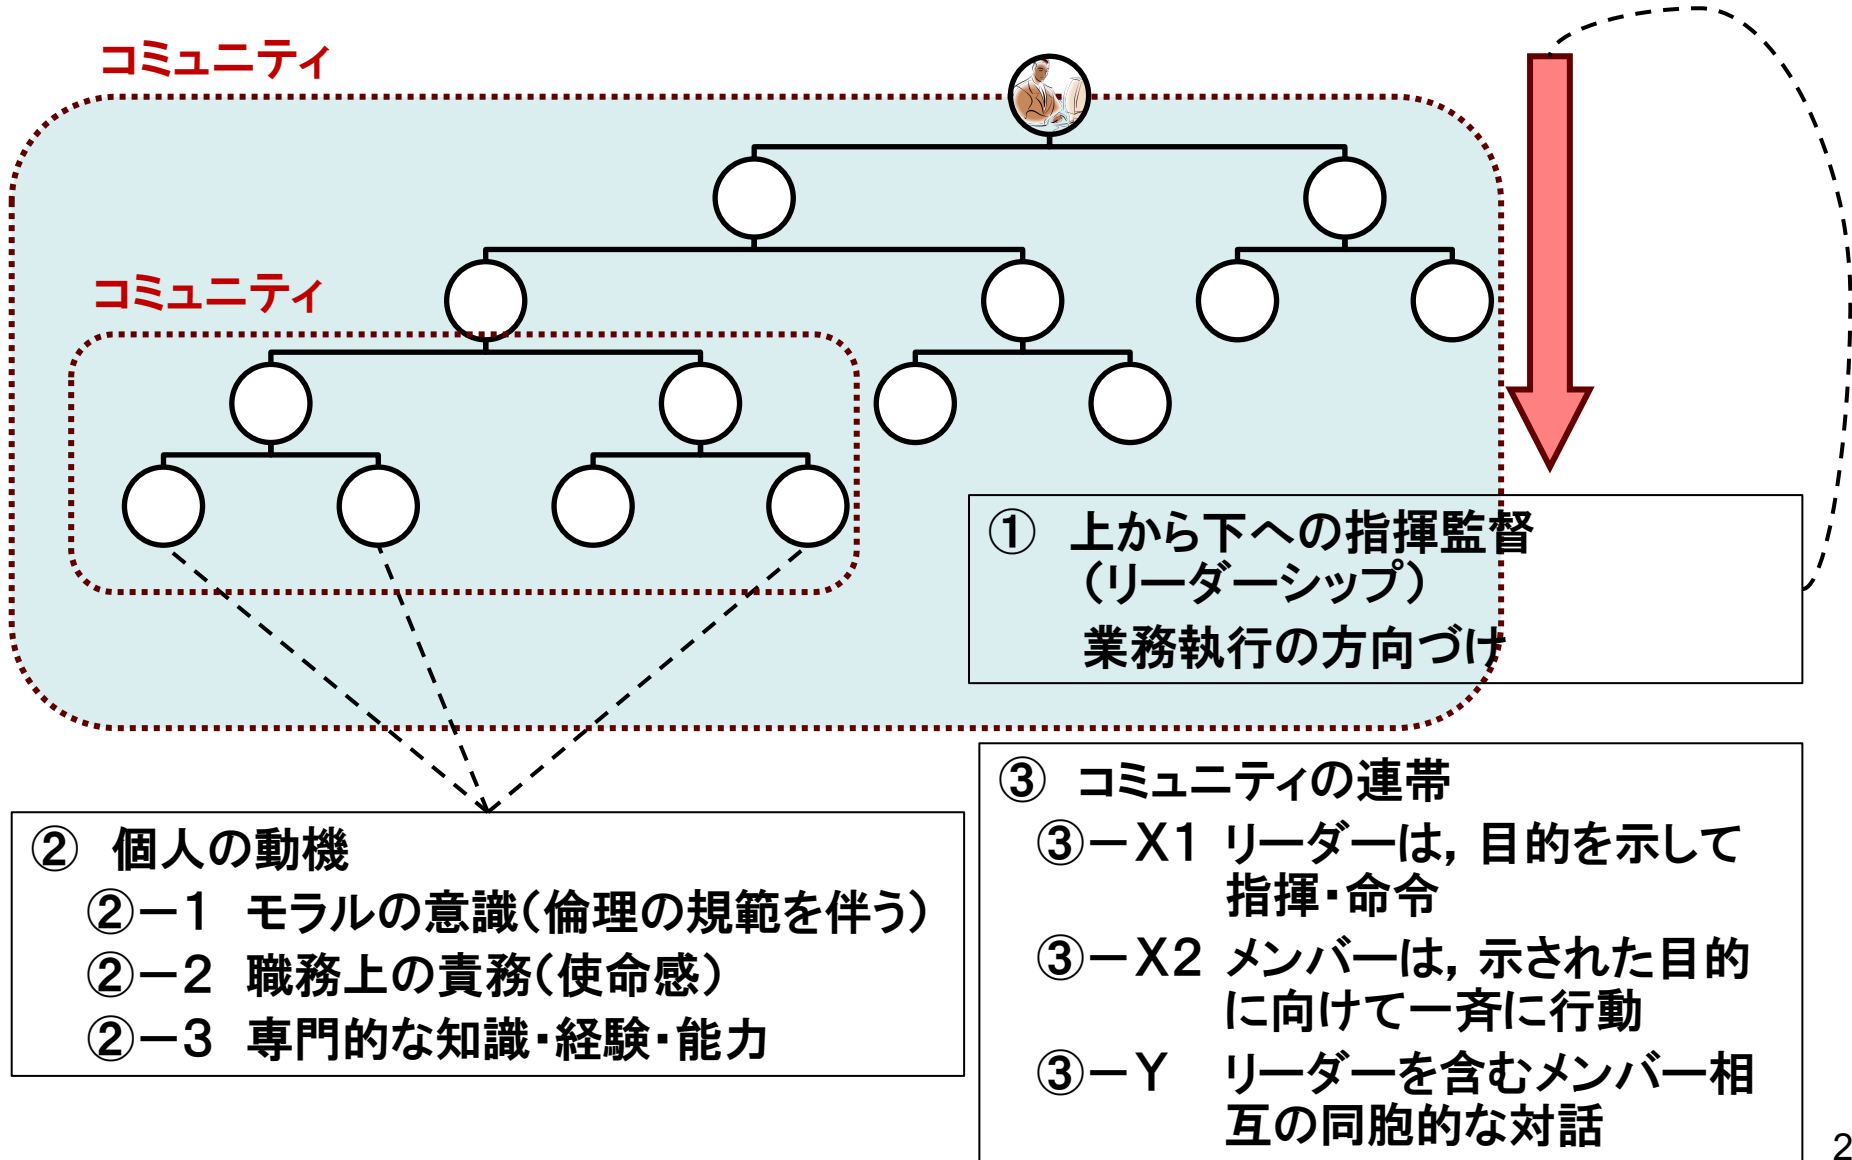 コミュニティ
コミュニティ
① 上から下への指揮監督
（リーダーシップ）
業務執行の方向づけ
② 個人の動機
②－１ モラルの意識（倫理の規範を伴う）
②－２ 職務上の責務（使命感）
②－３ 専門的な知識・経験・能力
③ コミュニティの連帯
③－Ｘ１ リーダーは，目的を示して
指揮・命令
③－Ｘ２ メンバーは，示された目的
に向けて一斉に行動
③－Ｙ リーダーを含むメンバー相
互の同胞的な対話
2